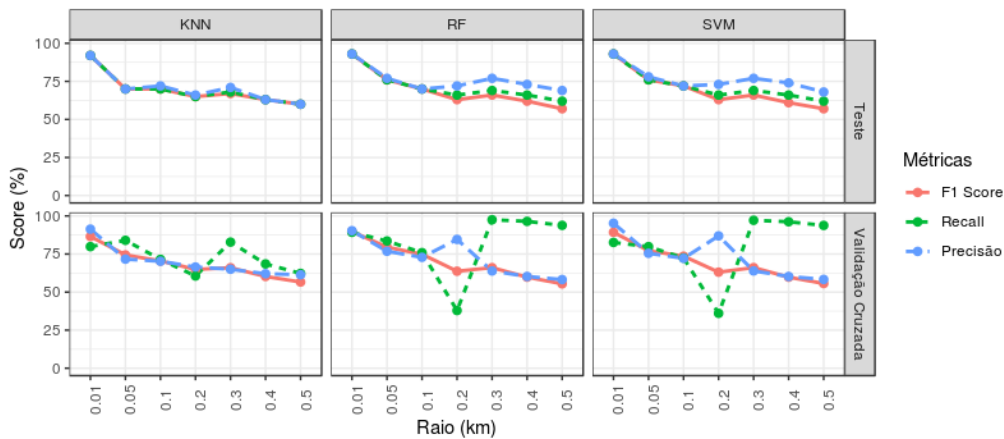 KNN
RF
SVM
100
75
50
25
0
Teste
100
75
50
25
0
Validação Cruzada
Score (%)
0.01
0.05
0.1
0.2
0.3
0.4
0.5
0.01
0.05
0.1
0.2
0.3
0.4
0.5
0.01
0.05
0.1
0.2
0.3
0.4
0.5
Raio (km)
Métricas
F1 Score
Recall
Precisão